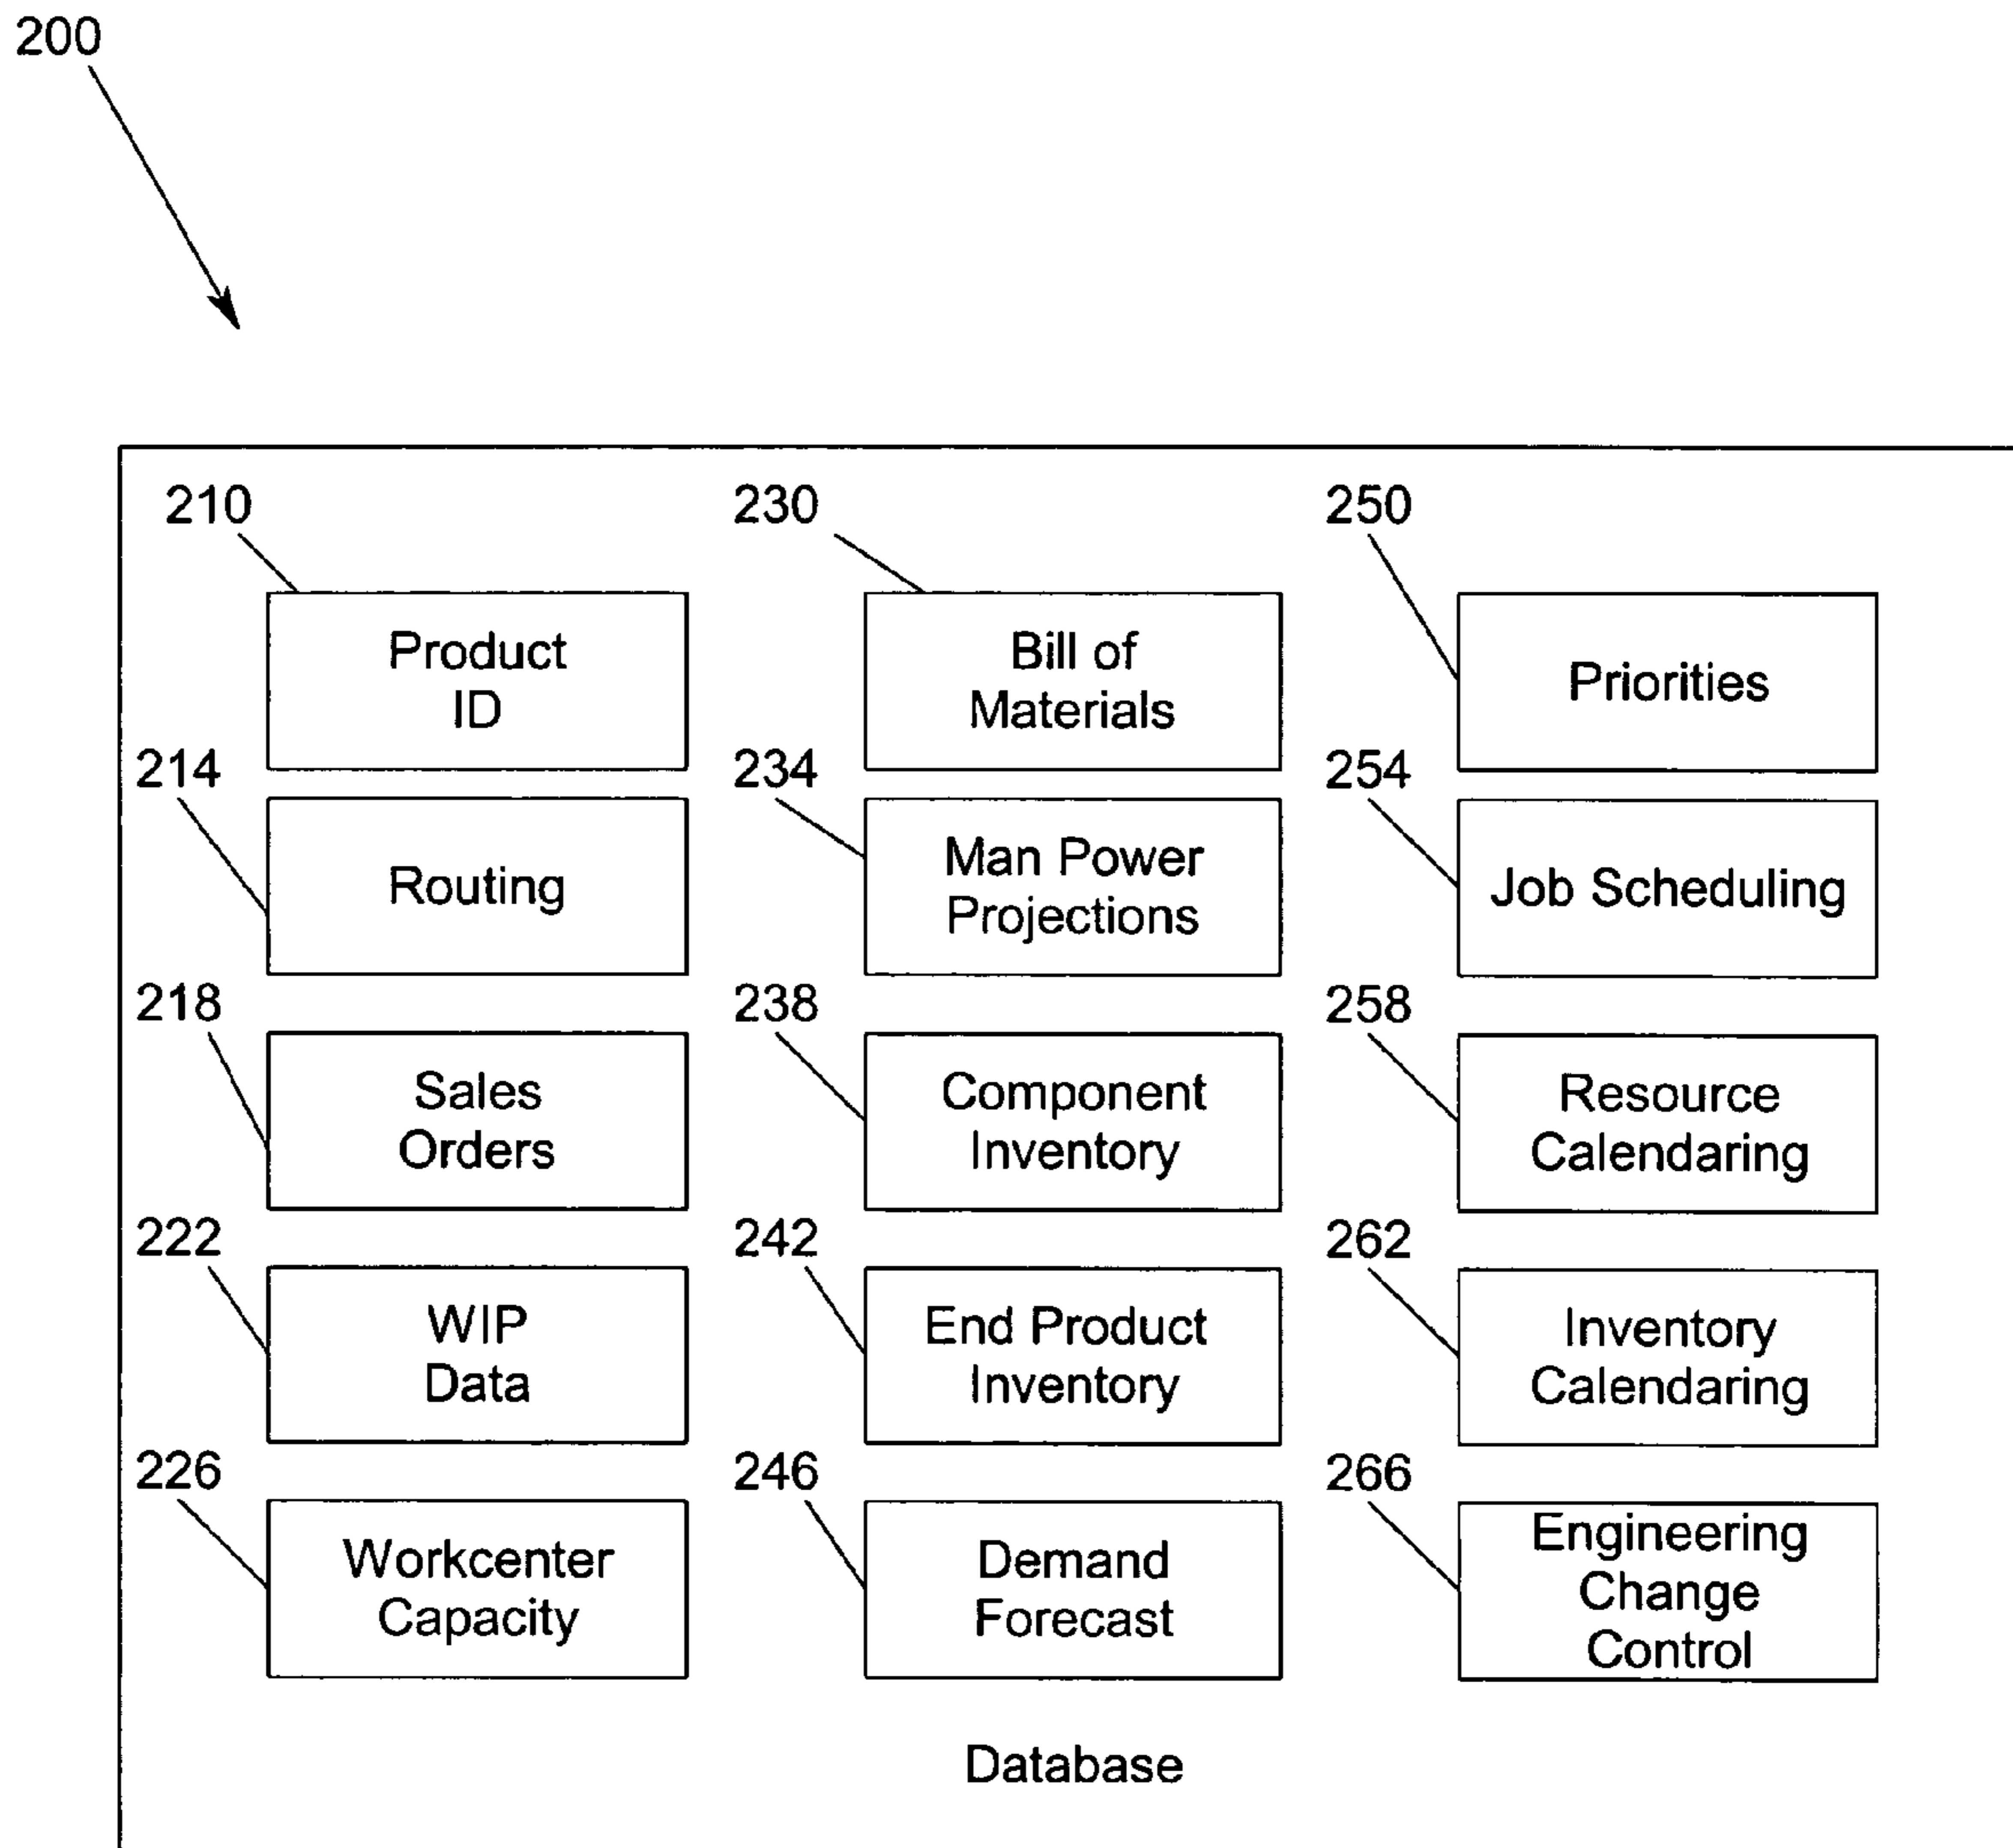 200
210
230
250
Product
ID
Bill of
Materials
Priorities
214
234
254
Routing
Man Power
Projections
Job Scheduling
218
238
258
Sales
Orders
Component
Inventory
Resource
Calendaring
222
242
262
WIP
Data
End Product
Inventory
Inventory
Calendaring
226
246
266
Workcenter
Capacity
Demand
Forecast
Engineering
Change
Control
Database